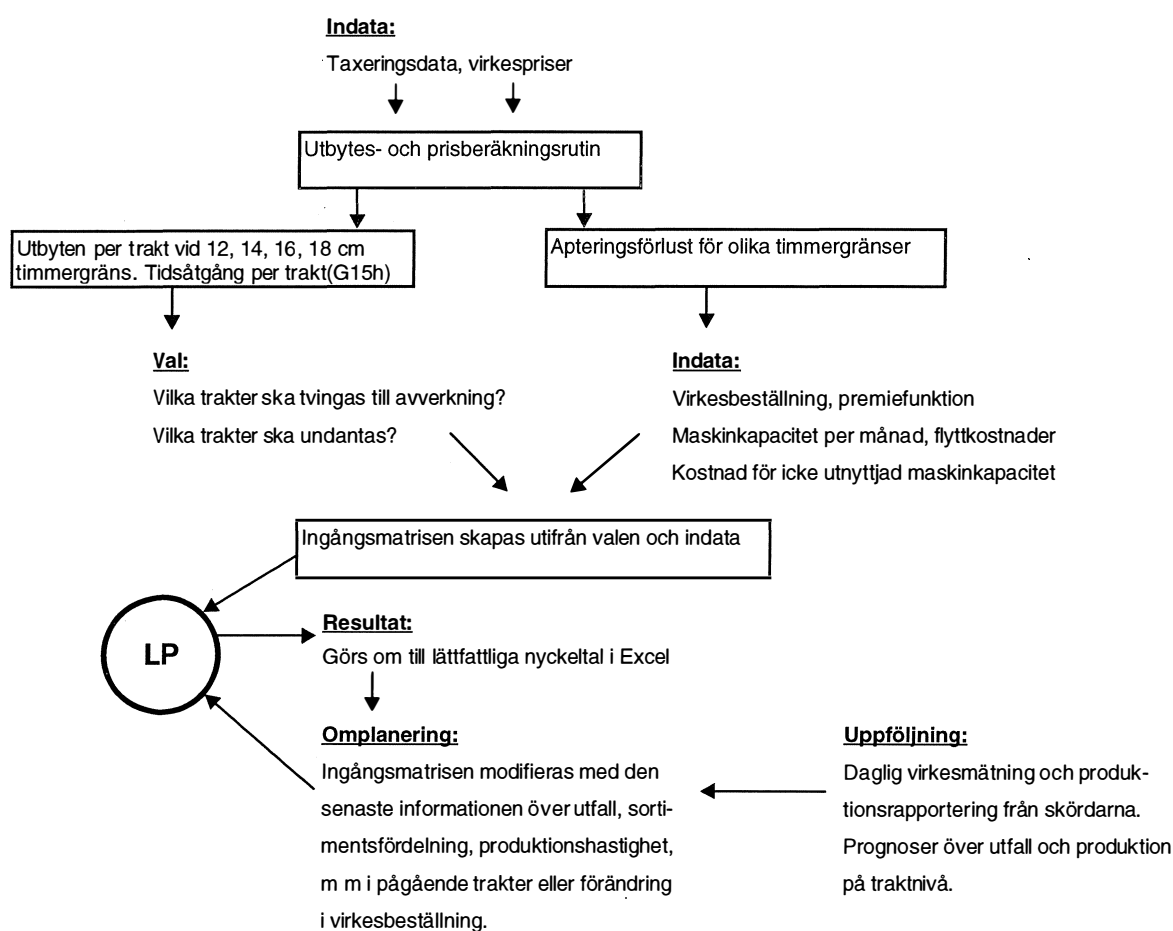 Indata:
Taxeringsdata, virkespriser
Utbytes- och prisberäkningsrutin
Utbyten per trakt vid 12, 14, 16, 18 cm
timmergräns. Tidsåtgång per trakt(G15h)
Apteringsförlust för olika timmergränser
Val:
Vilka trakter ska tvingas till avverkning?
Vilka trakter ska undantas?
Indata:
Virkesbeställning, premiefunktion
Maskinkapacitet per månad, flyttkostnader
Kostnad för icke utnyttjad maskinkapacitet
Ingångsmatrisen skapas utifrån valen och indata
LP
Resultat:
Görs om till lättfattliga nyckeltal i Excel
Omplanering:
Ingångsmatrisen modifieras med den
senaste informationen över utfall, sorti-
mentsfördelning, produktionshastighet,
m m i pågående trakter eller förändring
i virkesbeställning.
Uppföljning:
Daglig virkesmätning och produk-
tionsrapportering från skördarna.
Prognoser över utfall och produktion
på traktnivå.